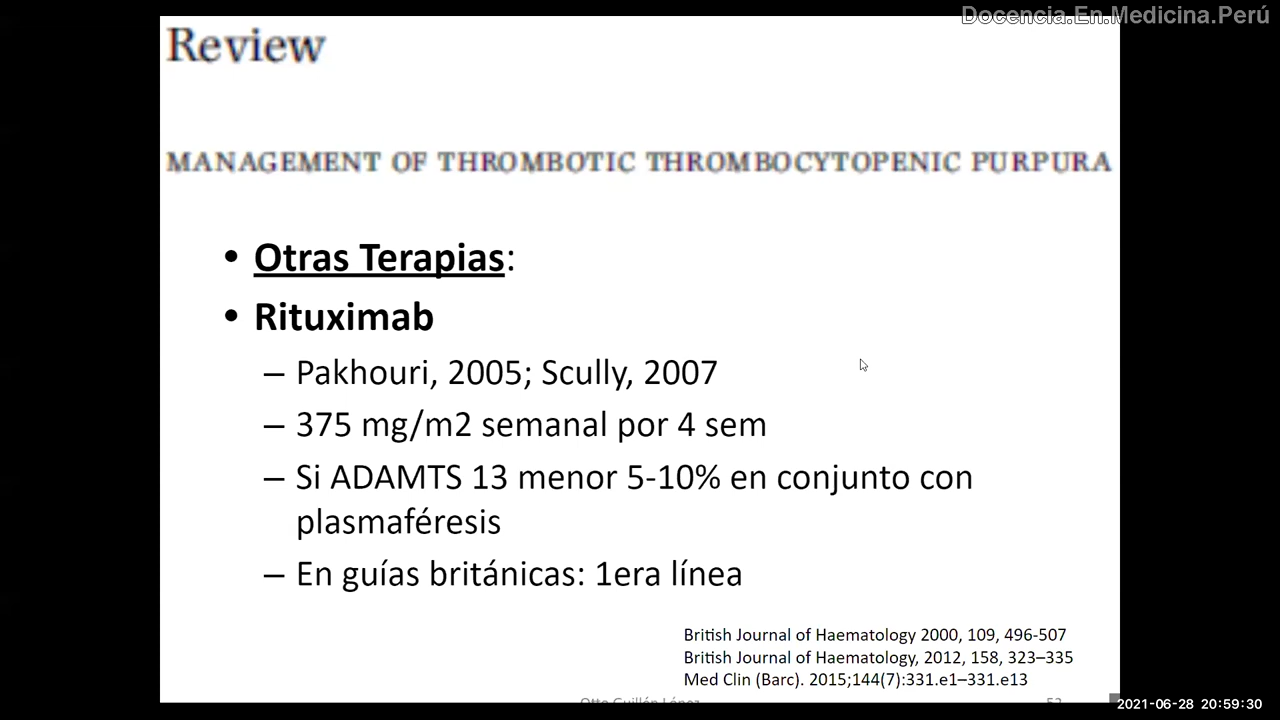 Docencia.En.Medicina.Perú
Review
MANAGEMENT OF THROMBOTIC THROMBOCYTOPENIC PURPURA
• Otras Terapias:
• Rituximab
– Pakhouri, 2005; Scully, 2007
– 375 mg/m2 semanal por 4 sem
– Si ADAMTS 13 menor 5-10% en conjunto con
plasmaféresis
– En guías británicas: 1era línea
British Journal of Haematology 2000, 109, 496-507
British Journal of Haematology, 2012, 158, 323–335
Med Clin (Barc). 2015;144(7):331.e1–331.e13
Otto Guillén López
2021-06-28 20:59:30